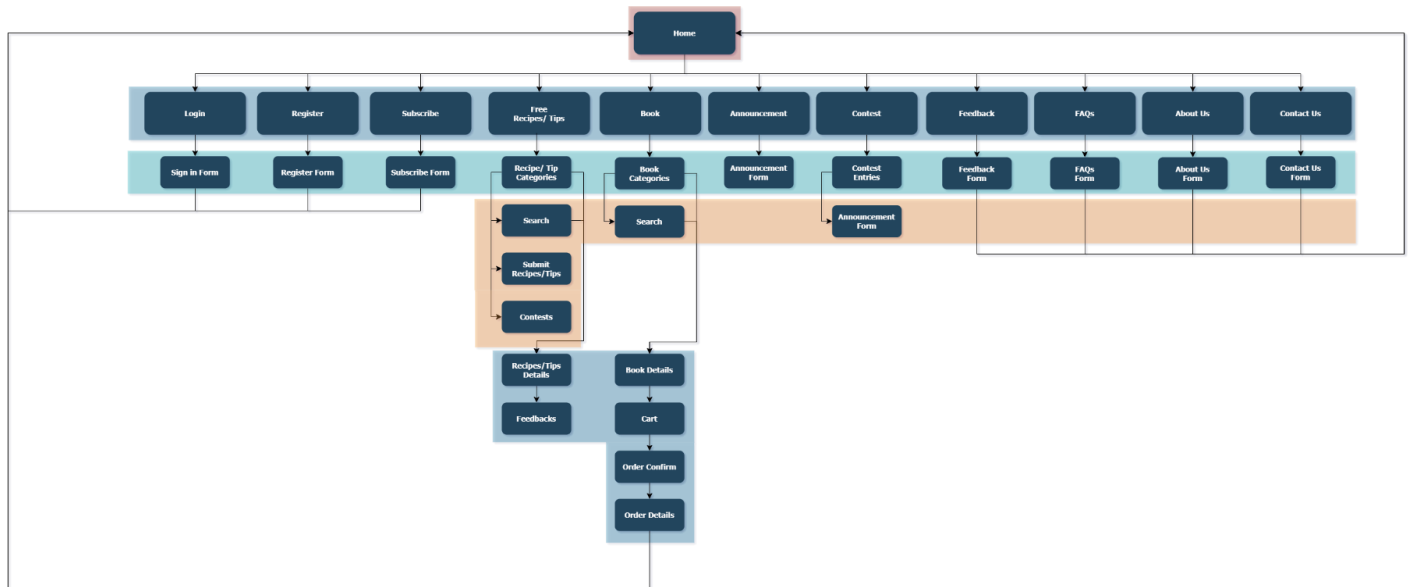 Home
Login
Register
Subscribe
Free
Recipes/ Tips
Book
Announcement
Contest
Feedback
FAQs
About Us
Contact Us
Sign in Form
Register Form
Subscribe Form
Recipe/ Tip
Categories
Book
Categories
Announcement
Form
Contest
Entries
Feedback
Form
FAQs
Form
About Us
Form
Contact Us
Form
Search
Search
Announcement
Form
Submit
Recipes/Tips
Contests
Recipes/Tips
Details
Book Details
Feedbacks
Cart
Order Confirm
Order Details